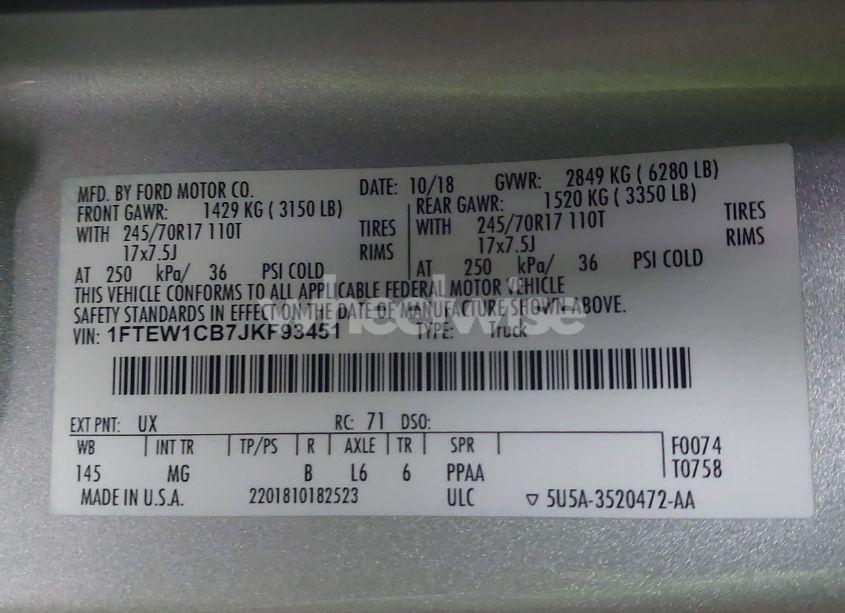 MFD. BY FORD MOTOR CO. DATE: 10/18 GVWR: 2849 KG ( 6280 LB)
FRONT GAWR: 1429 KG ( 3150 LB) REAR GAWR: 1520 KG ( 3350 LB)
WITH 245/70R17 110T TIRES WITH 245/70R17 110T TIRES
17x7.5J RIMS 17x7.5J RIMS
AT 250 kPa/ 36 PSI COLD AT 250 kPa/ 36 PSI COLD
THIS VEHICLE CONFORMS TO ALL APPLICABLE FEDERAL MOTOR VEHICLE
SAFETY STANDARDS IN EFFECT ON THE DATE OF MANUFACTURE SHOWN ABOVE.
wheelwise
VIN: 1FTEW1CB7JKF93451 TYPE: Truck
EXT PNT: UX RC: 71 DSO:
WB INT TR TP/PS R AXLE TR SPR F0074
145 MG B L6 6 PPAA T0758
MADE IN U.S.A. 2201810182523 ULC ▽ 5U5A-3520472-AA